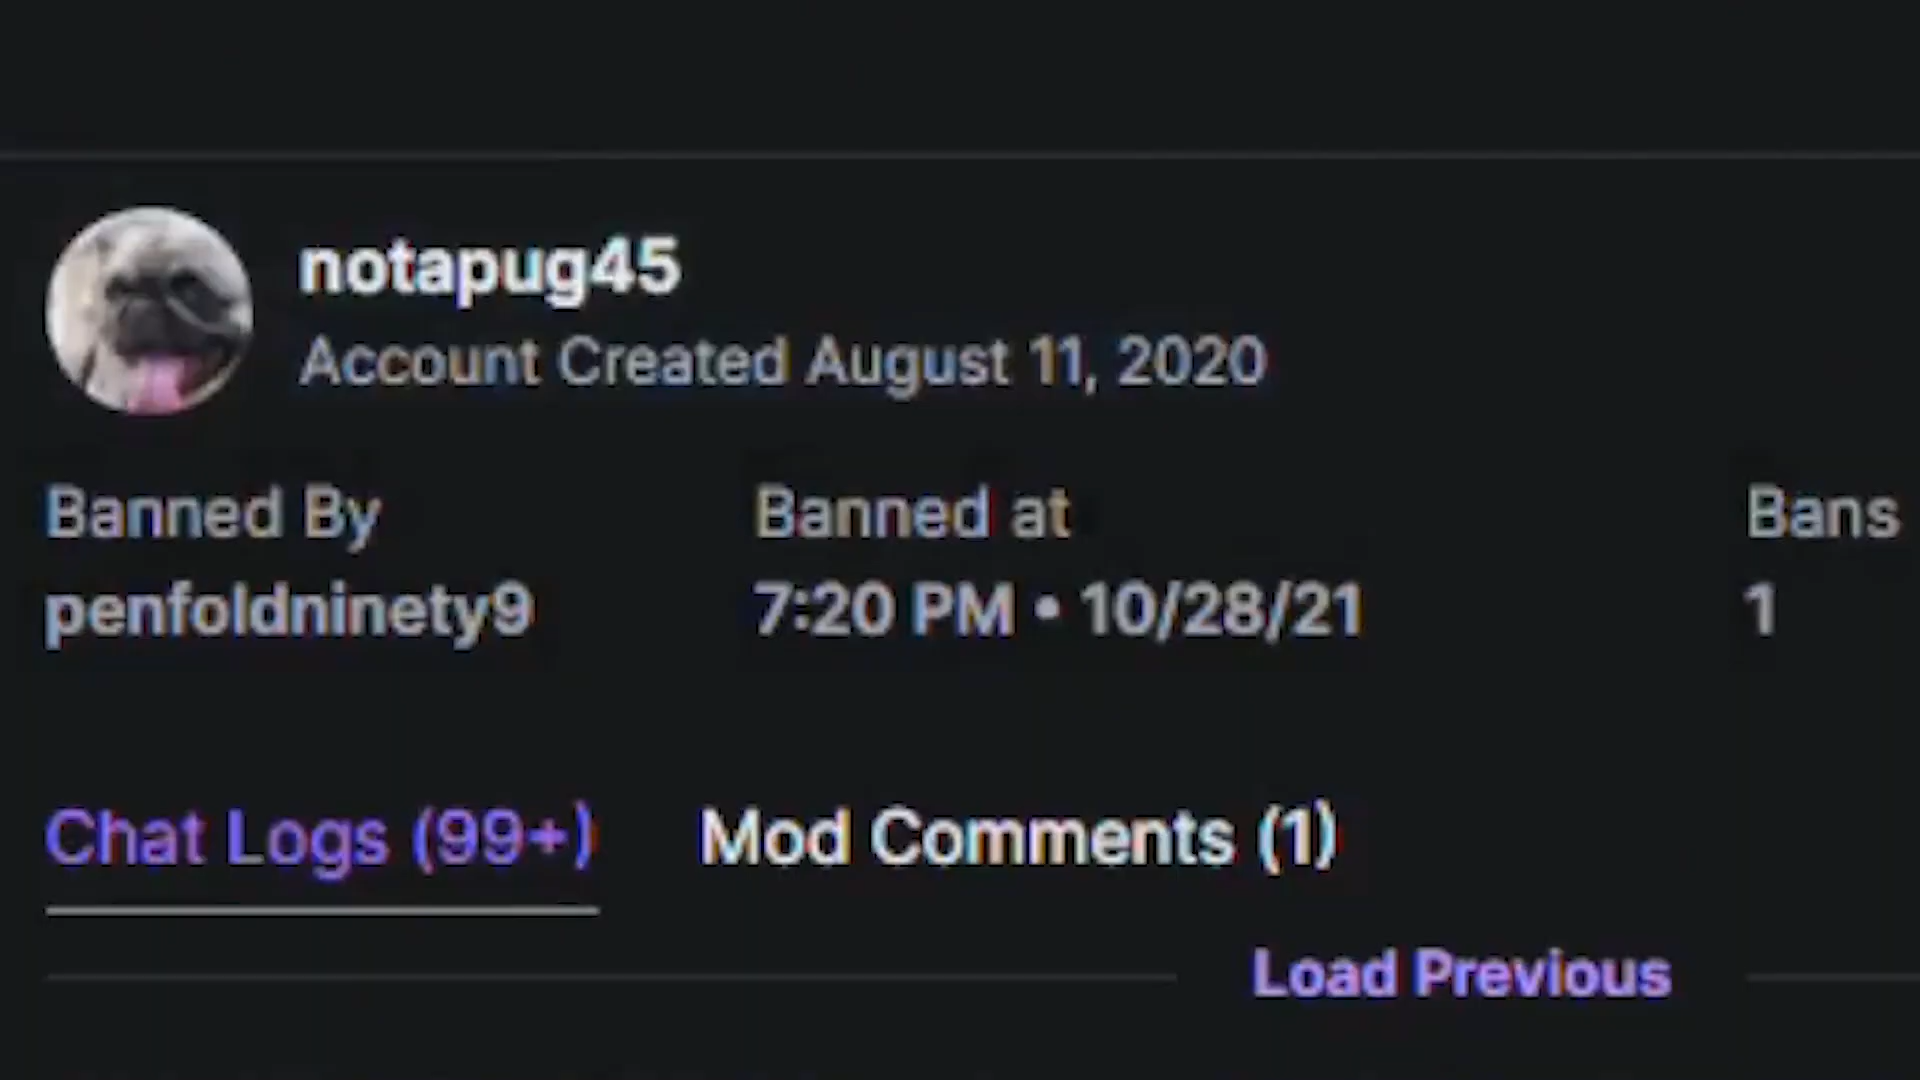 notapug45
Account Created August 11, 2020
Banned By
Banned at
Bans
penfoldninety9
7:20 PM • 10/28/21
1
Chat Logs (99+)
Mod Comments (1)
Load Previous